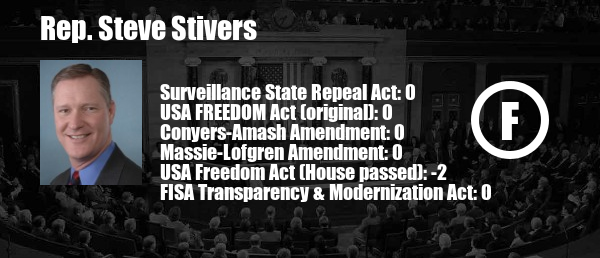 Rep. Steve Stivers
Surveillance State Repeal Act: 0
USA FREEDOM Act (original): 0
Conyers-Amash Amendment: 0
Massie-Lofgren Amendment: 0
USA Freedom Act (House passed): -2
FISA Transparency & Modernization Act: 0
F